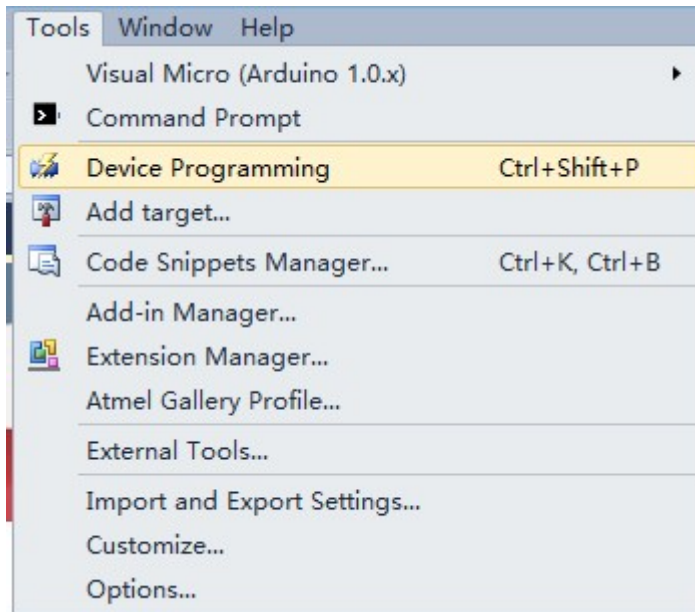 Tools Window Help
Visual Micro (Arduino 1.0.x)
Command Prompt
Device Programming Ctrl+Shift+P
Add target...
Code Snippets Manager... Ctrl+K, Ctrl+B
Add-in Manager...
Extension Manager...
Atmel Gallery Profile...
External Tools...
Import and Export Settings...
Customize...
Options...